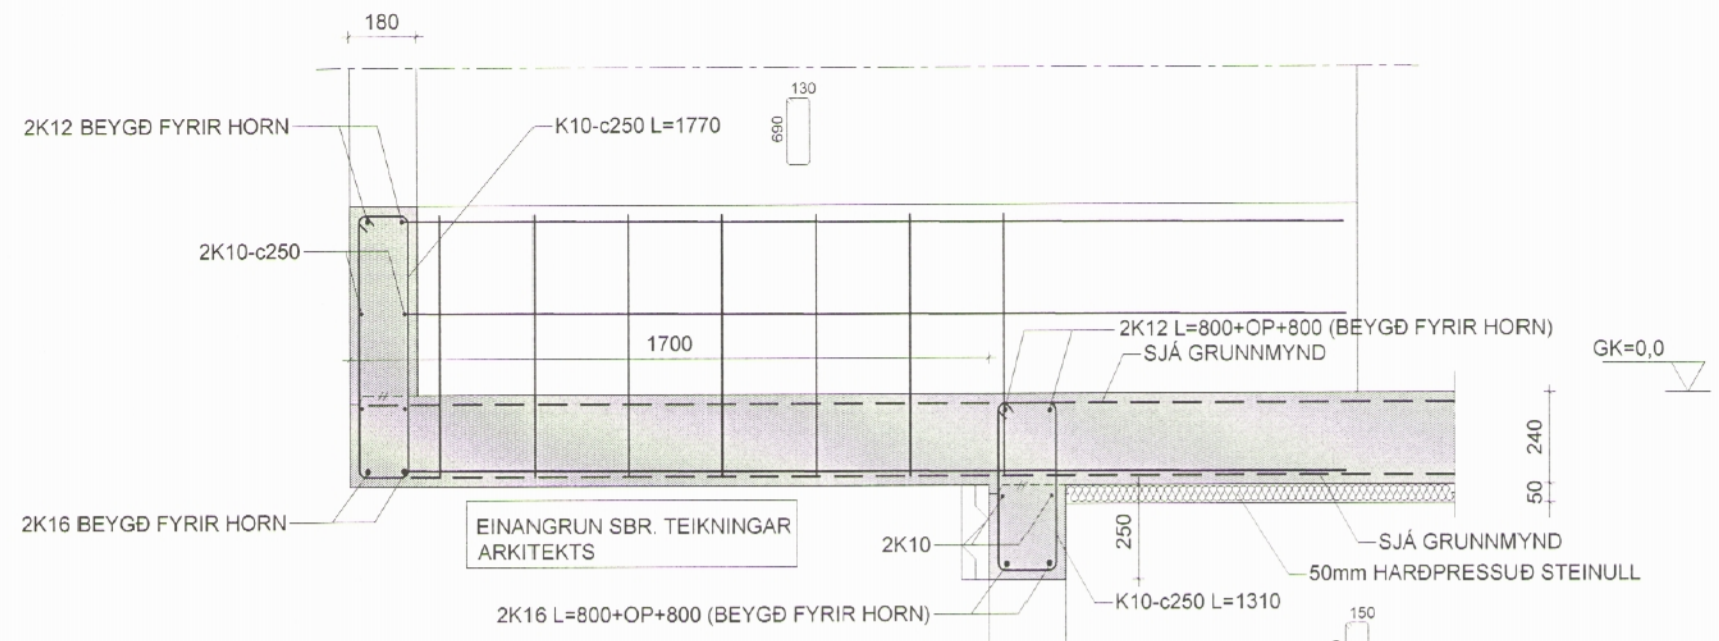 180
130
690
2K12 BEYGÐ FYRIR HORN
K10-c250 L=1770
2K10-c250
2K12 L=800+OP+800 (BEYGÐ FYRIR HORN)
1700
SJÁ GRUNNMYND
GK=0,0
240
50
2K16 BEYGÐ FYRIR HORN
EINANGRUN SBR. TEIKNINGAR
ARKITEKTS
2K10
250
SJÁ GRUNNMYND
50mm HARÐPRESSUÐ STEINULL
2K16 L=800+OP+800 (BEYGÐ FYRIR HORN)
K10-c250 L=1310
150